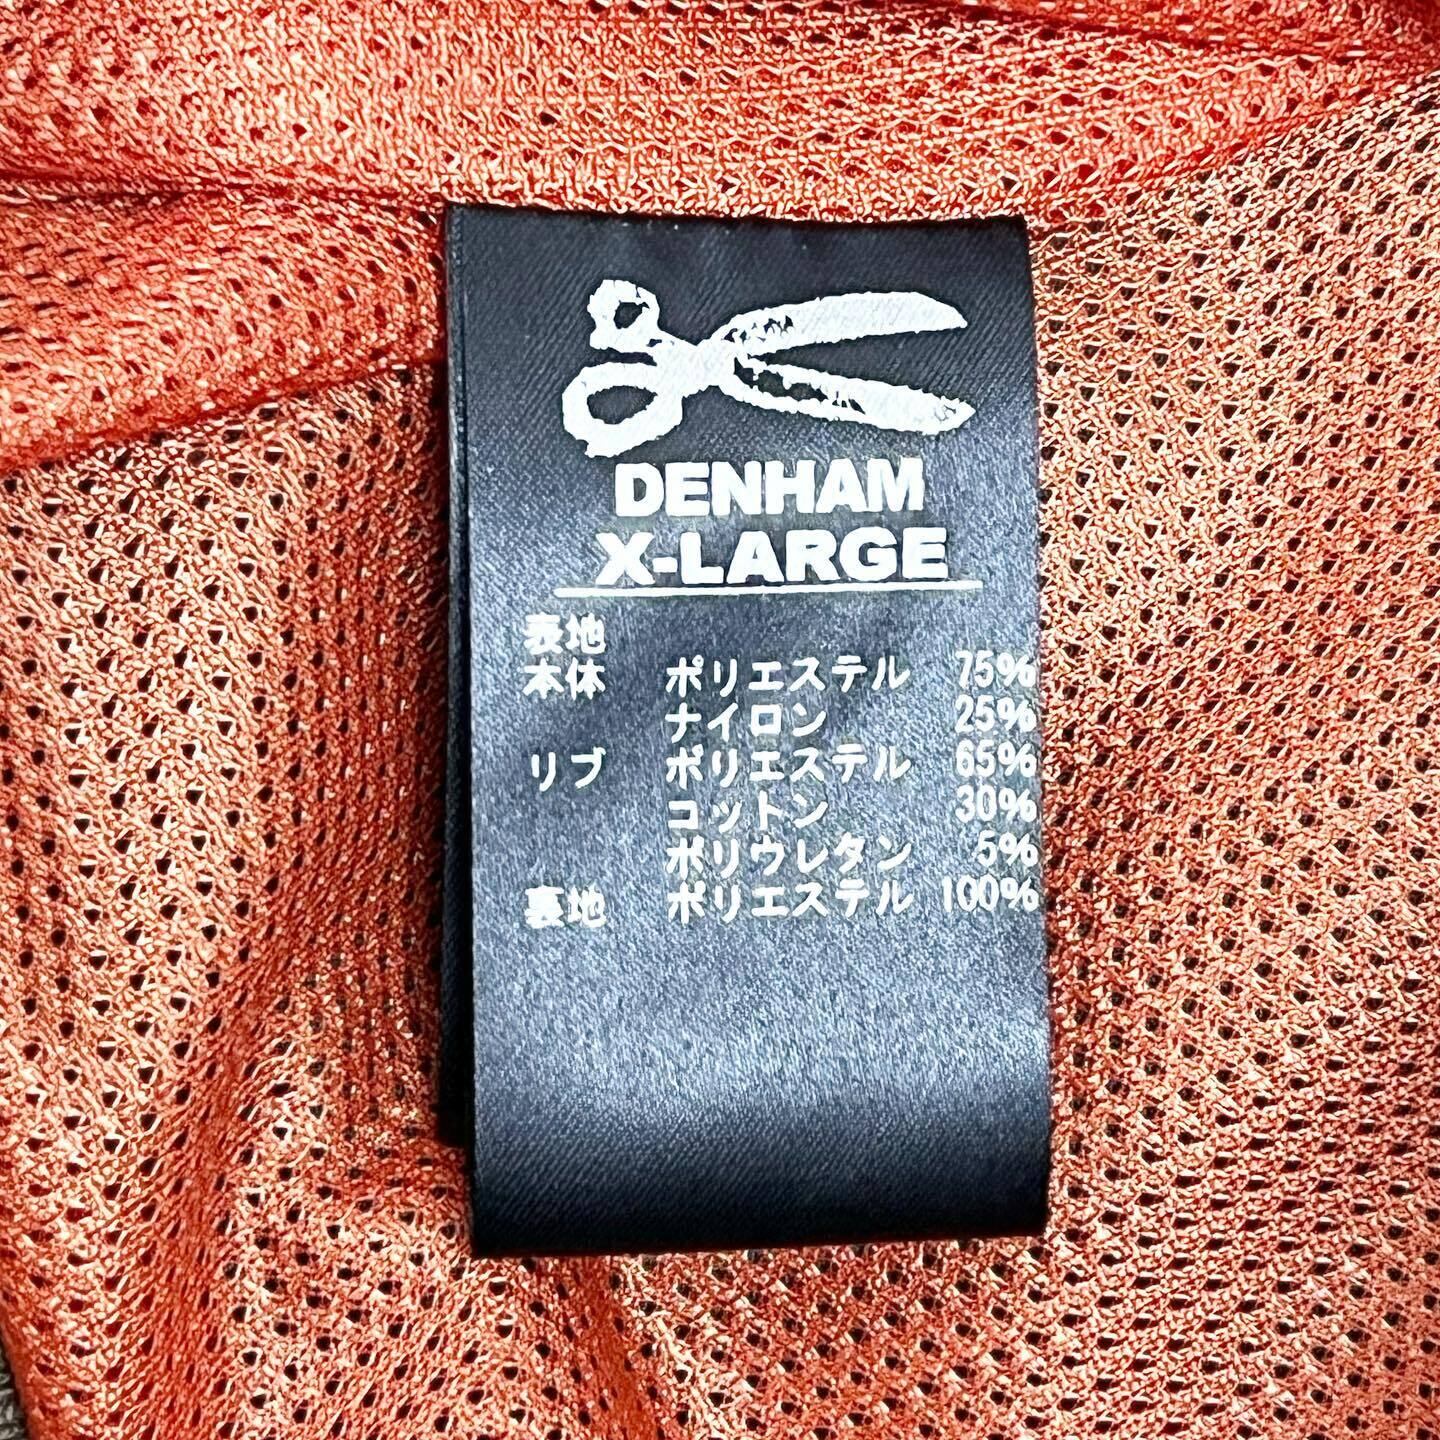 DENHAM
X-LARGE
表地
本体 ポリエステル 75%
ナイロン 25%
リブ ポリエステル 65%
コットン 30%
ポリウレタン 5%
裏地 ポリエステル 100%